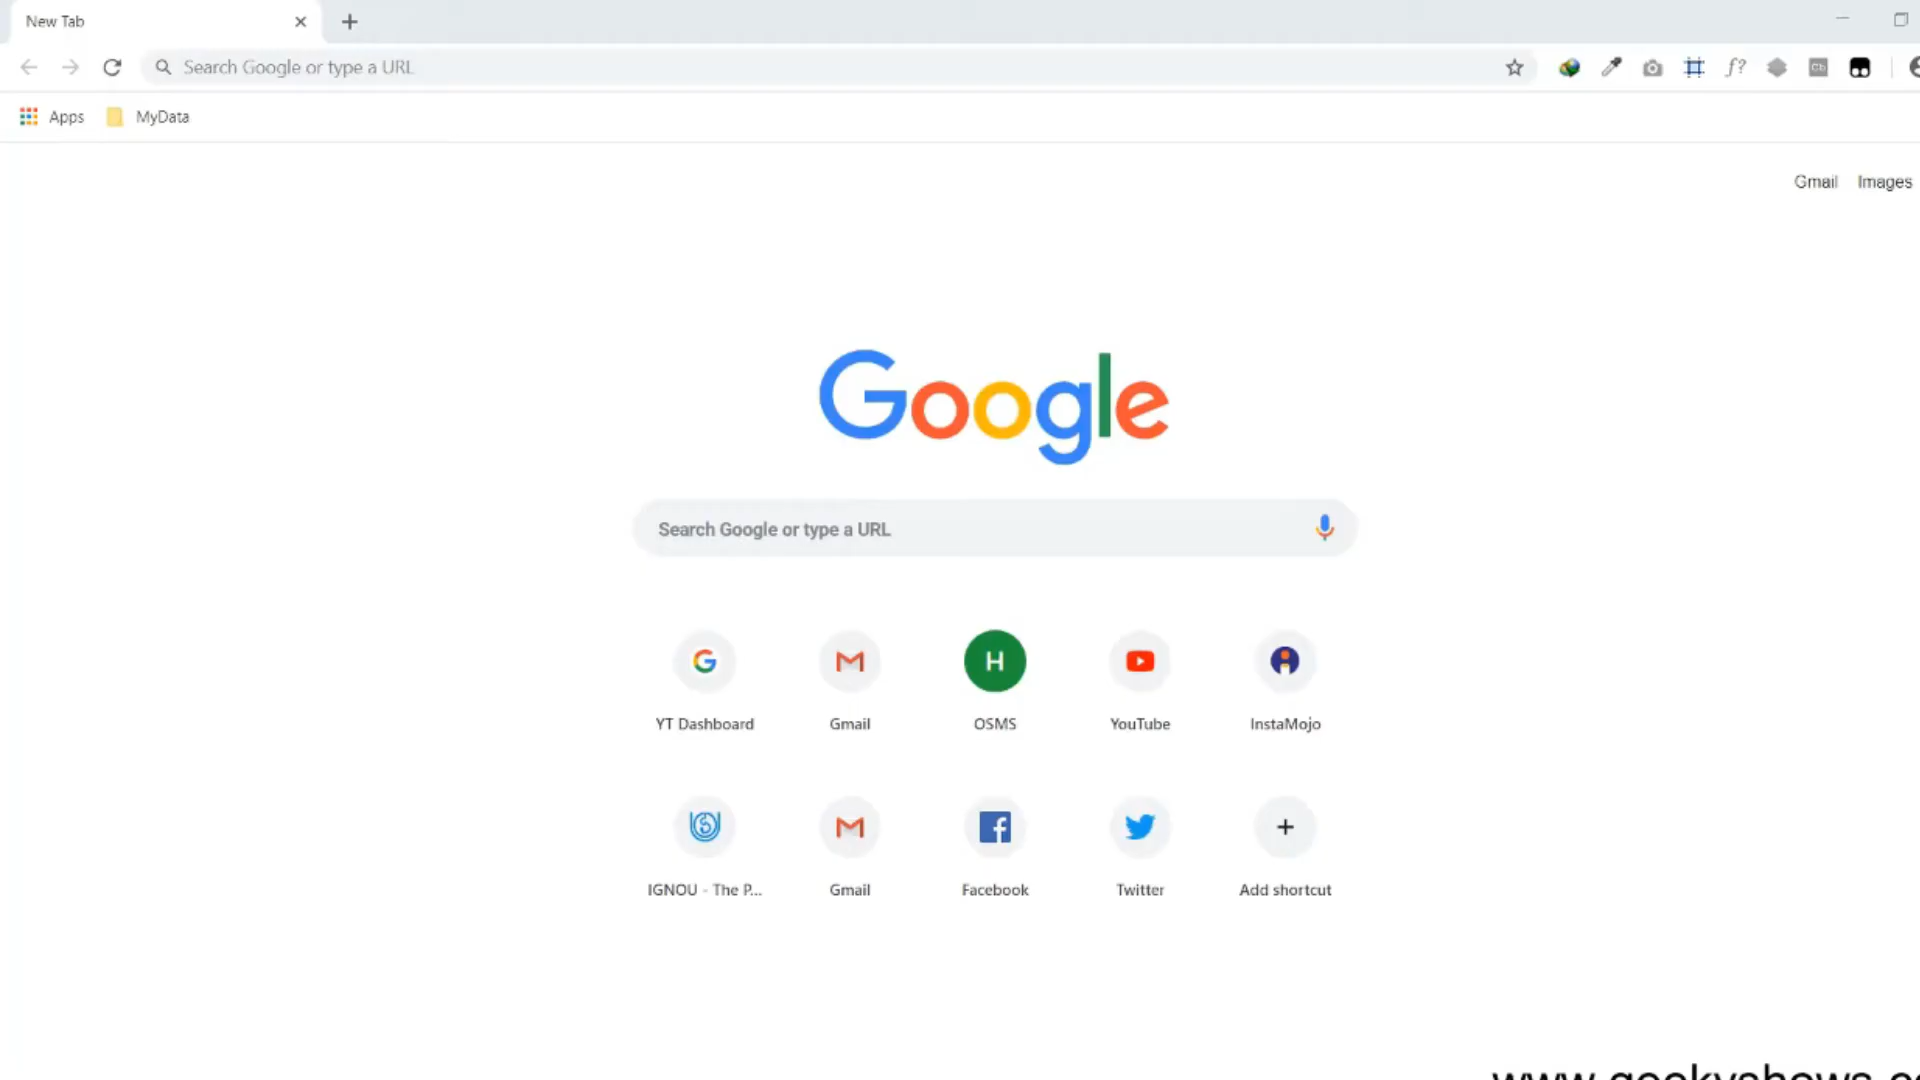 New Tab
Search Google or type a URL
f?
Apps
MyData
Gmail
Images
Google
Search Google or type a URL
G
H
YT Dashboard
Gmail
OSMS
YouTube
InstaMojo
IGNOU - The P...
Gmail
Facebook
Twitter
Add shortcut